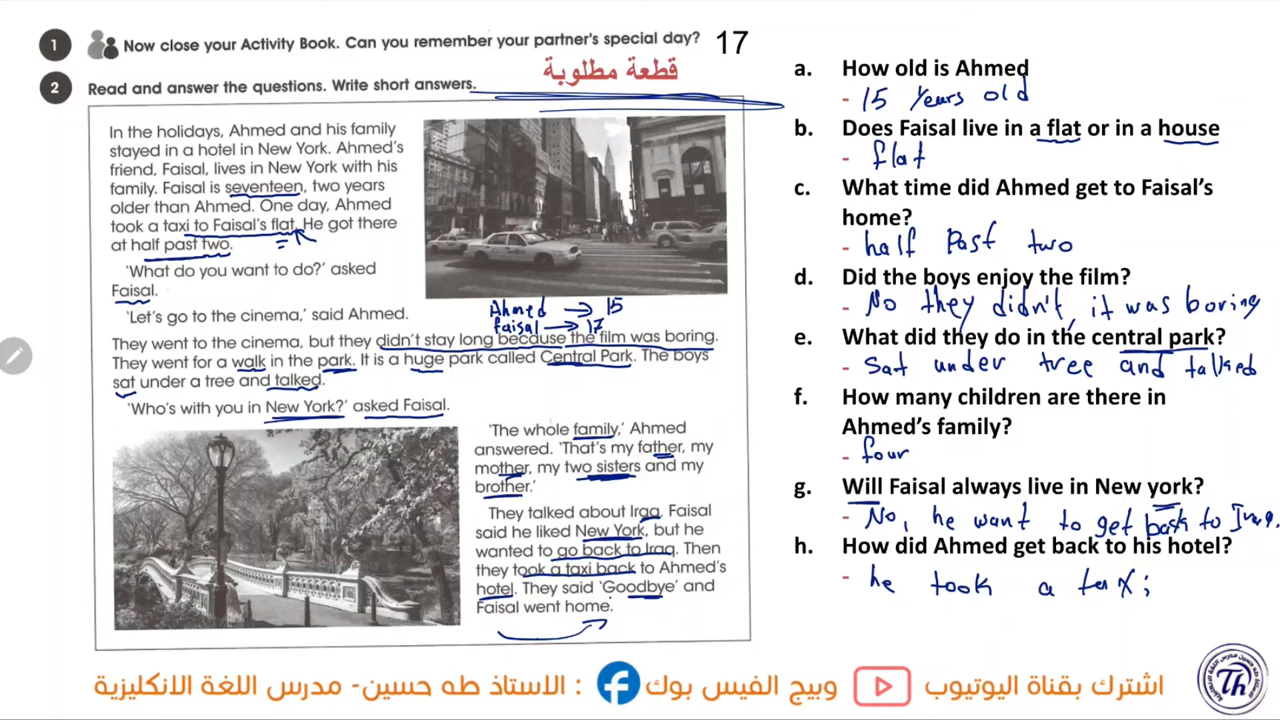 1 Now close your Activity Book. Can you remember your partner's special day? 17
2 Read and answer the questions. Write short answers. قطعة مطلوبة
In the holidays, Ahmed and his family
stayed in a hotel in New York. Ahmed's
friend, Faisal, lives in New York with his
family. Faisal is seventeen, two years
older than Ahmed. One day, Ahmed
took a taxi to Faisal's flat. He got there
at half past two.
'What do you want to do?' asked
Faisal.
'Let's go to the cinema,' said Ahmed.
Ahmed → 15
faisal → 17
They went to the cinema, but they didn't stay long because the film was boring.
They went for a walk in the park. It is a huge park called Central Park. The boys
sat under a tree and talked.
'Who's with you in New York?' asked Faisal.
'The whole family,' Ahmed
answered. 'That's my father, my
mother, my two sisters and my
brother.'
They talked about Iraq. Faisal
said he liked New York, but he
wanted to go back to Iraq. Then
they took a taxi back to Ahmed's
hotel. They said 'Goodbye' and
Faisal went home.
a. How old is Ahmed
- 15 years old
b. Does Faisal live in a flat or in a house
- flat
c. What time did Ahmed get to Faisal's
home?
- half past two
d. Did the boys enjoy the film?
- No they didn't, it was boring
e. What did they do in the central park?
- Sat under tree and talked
f. How many children are there in
Ahmed's family?
- four
g. Will Faisal always live in New york?
- No, he want to get back to Iraq.
h. How did Ahmed get back to his hotel?
- he took a taxi
اشترك بقناة اليوتيوب وبيج الفيس بوك : الاستاذ طه حسين- مدرس اللغة الانكليزية
Th